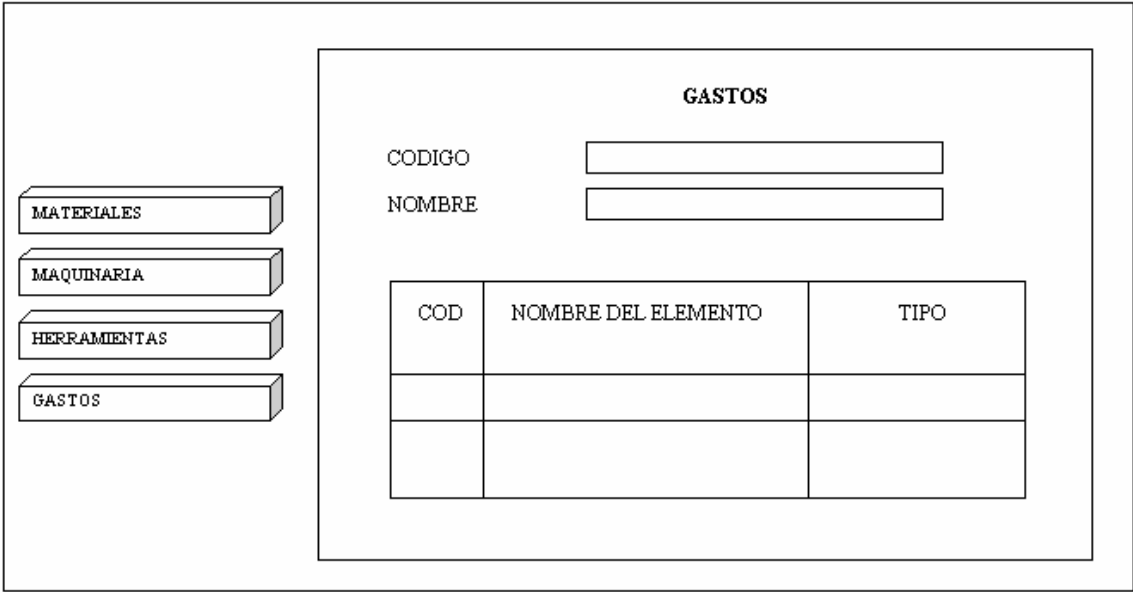 MATERIALES
MAQUINARIA
HERRAMIENTAS
GASTOS
GASTOS
CODIGO
NOMBRE
COD NOMBRE DEL ELEMENTO TIPO